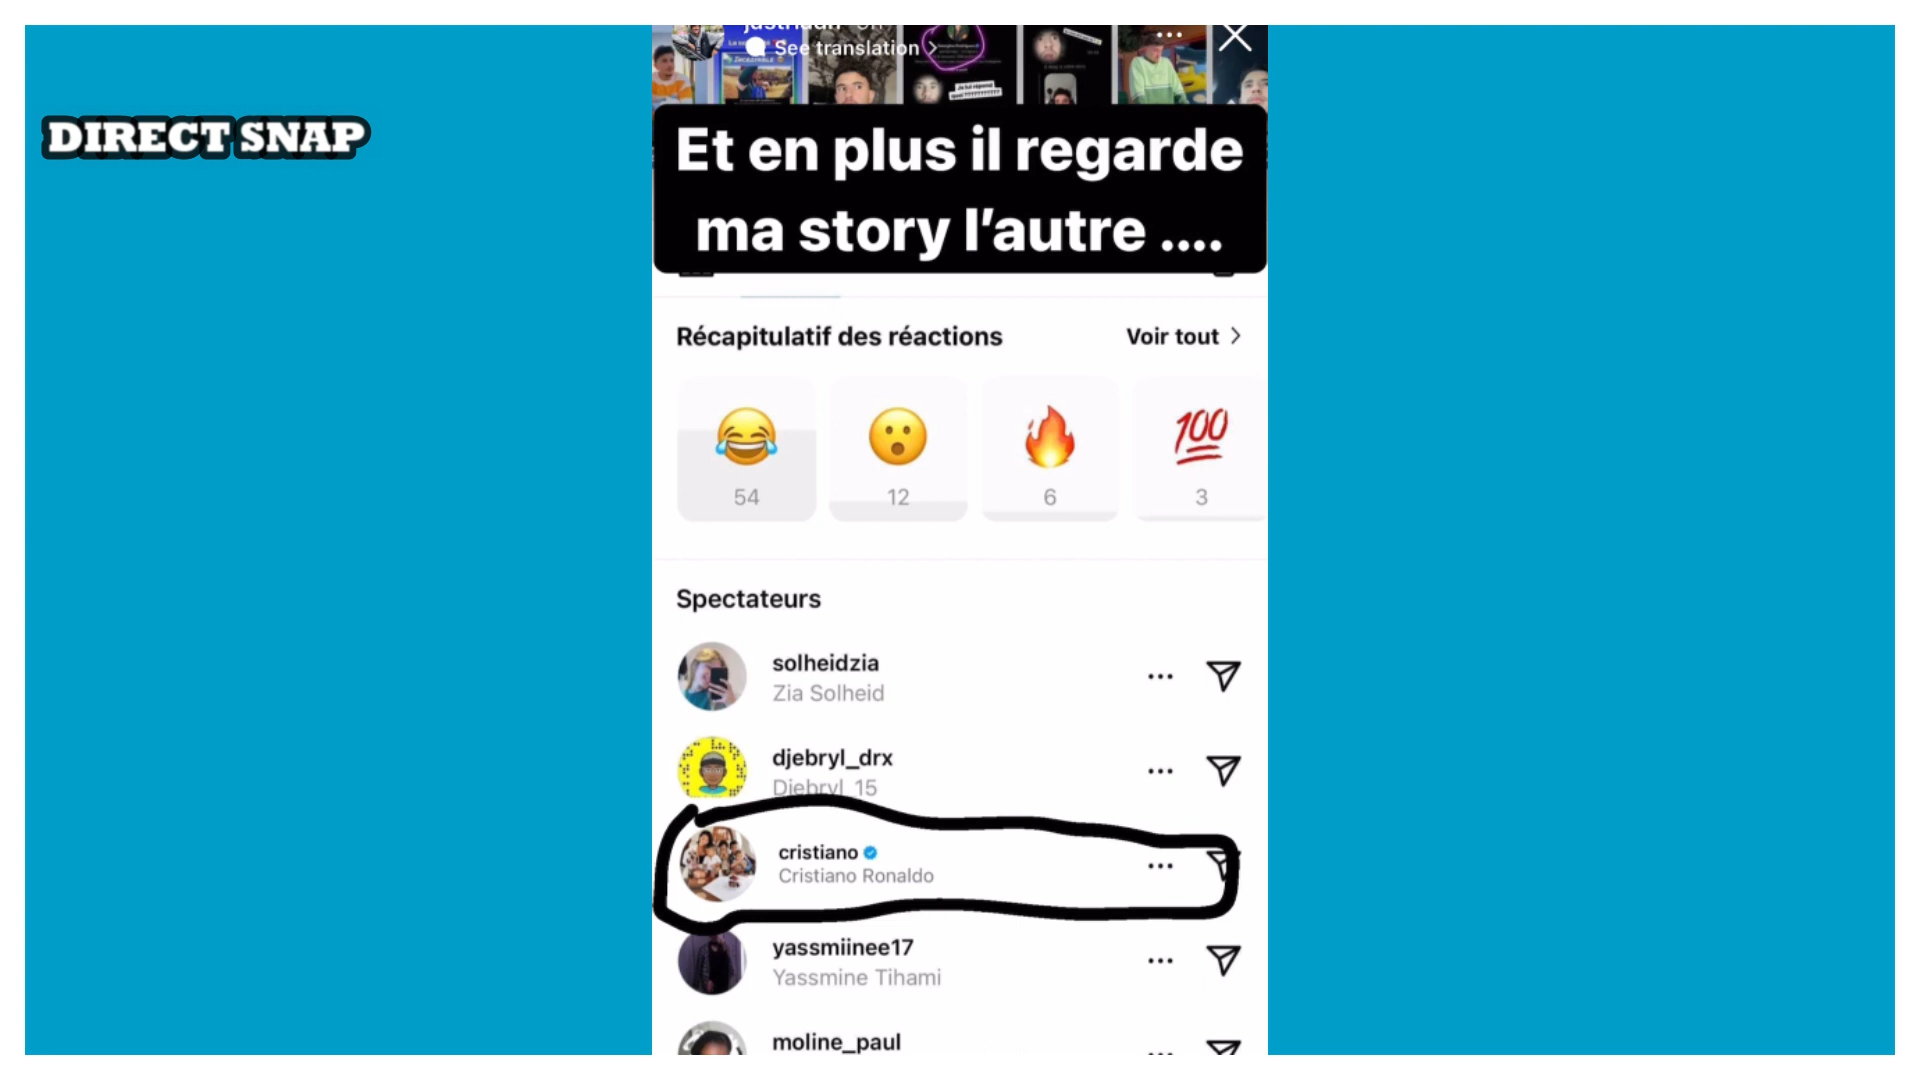 See translation >
DIRECT SNAP
Et en plus il regarde
ma story l'autre ....
Récapitulatif des réactions
Voir tout >
54
12
6
3
Spectateurs
solheidzia
Zia Solheid
djebryl_drx
Djebryl_15
cristiano
Cristiano Ronaldo
yassmiinee17
Yassmine Tihami
moline_paul